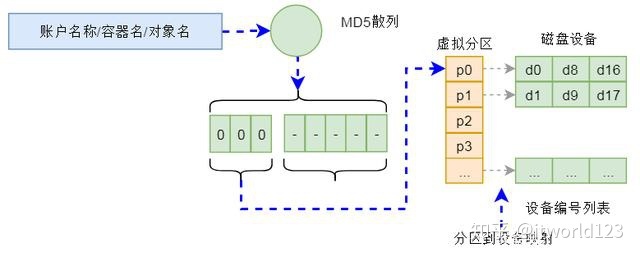 账户名称/容器名/对象名
MD5散列
虚拟分区
磁盘设备
p0
d0 d8 d16
p1
d1 d9 d17
p2
p3
...
... ... ...
0 0 0
- - - - -
设备编号列表
分区到设备映射
知乎 @itworld123